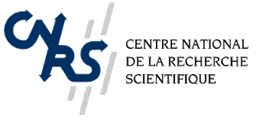 CNRS
CENTRE NATIONAL
DE LA RECHERCHE
SCIENTIFIQUE